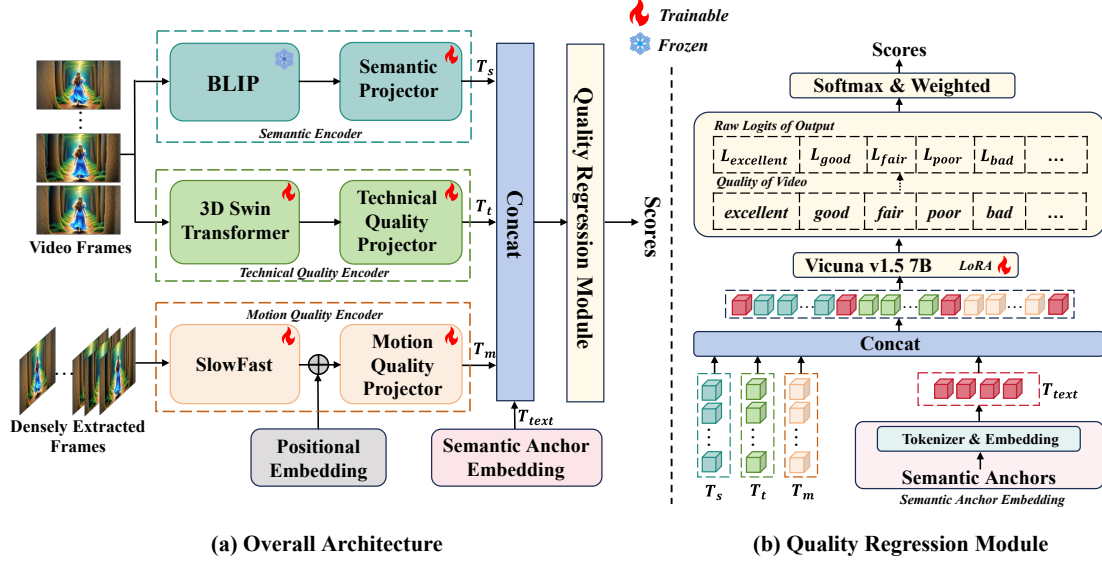 Trainable
Frozen
BLIP
Semantic
Projector
Semantic Encoder
T_s
3D Swin
Transformer
Technical
Quality
Projector
Technical Quality Encoder
T_t
Video Frames
Motion Quality Encoder
SlowFast
Motion
Quality
Projector
T_m
Densely Extracted
Frames
Positional
Embedding
T_text
Semantic Anchor
Embedding
Concat
Quality Regression Module
Scores
(a) Overall Architecture
Scores
Softmax & Weighted
Raw Logits of Output
L_excellent L_good L_fair L_poor L_bad ...
Quality of Video
excellent good fair poor bad ...
Vicuna v1.5 7B LoRA
Concat
T_text
Tokenizer & Embedding
Semantic Anchors
Semantic Anchor Embedding
T_s T_t T_m
(b) Quality Regression Module